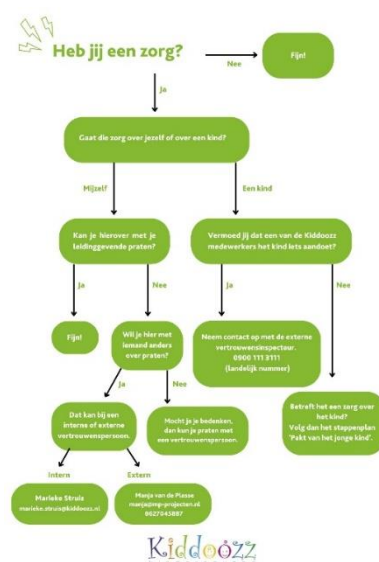 Heb jij een zorg?
Nee
Fijn!
Ja
Gaat die zorg over jezelf of over een kind?
Mijzelf
Een kind
Kan je hierover met je
leidinggevende praten?
Vermoed jij dat een van de Kiddoozz
medewerkers het kind iets aandoet?
Ja
Nee
Ja
Nee
Fijn!
Wil je hier met
iemand anders
over praten?
Neem contact op met de externe
vertrouwensinspecteur.
0900 111 3111
(landelijk nummer)
Ja
Nee
Dat kan bij een
interne of externe
vertrouwenspersoon.
Mocht je je bedenken,
dan kun je praten met
een vertrouwenspersoon.
Betreft het een zorg over
het kind?
Volg dan het stappenplan
'Pakt van het jonge kind'.
Intern
Extern
Marieke Struis
marieke.struis@kiddoozz.nl
Manja van de Plasse
manja@mp-projecten.nl
0627045887
Kiddoozz